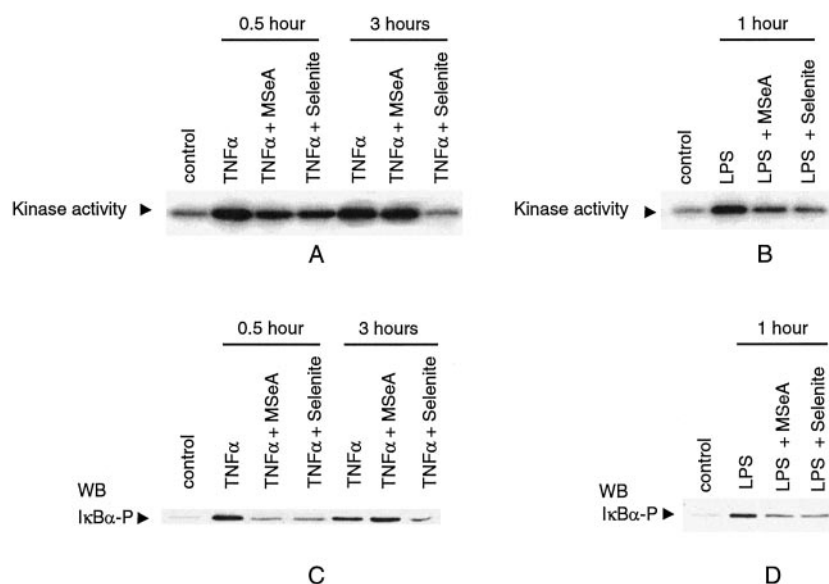 0.5 hour
3 hours
control
TNFα
TNFα + MSeA
TNFα + Selenite
TNFα
TNFα + MSeA
TNFα + Selenite
Kinase activity
A
1 hour
control
LPS
LPS + MSeA
LPS + Selenite
Kinase activity
B
0.5 hour
3 hours
control
TNFα
TNFα + MSeA
TNFα + Selenite
TNFα
TNFα + MSeA
TNFα + Selenite
WB
IκBα-P
C
1 hour
control
LPS
LPS + MSeA
LPS + Selenite
WB
IκBα-P
D